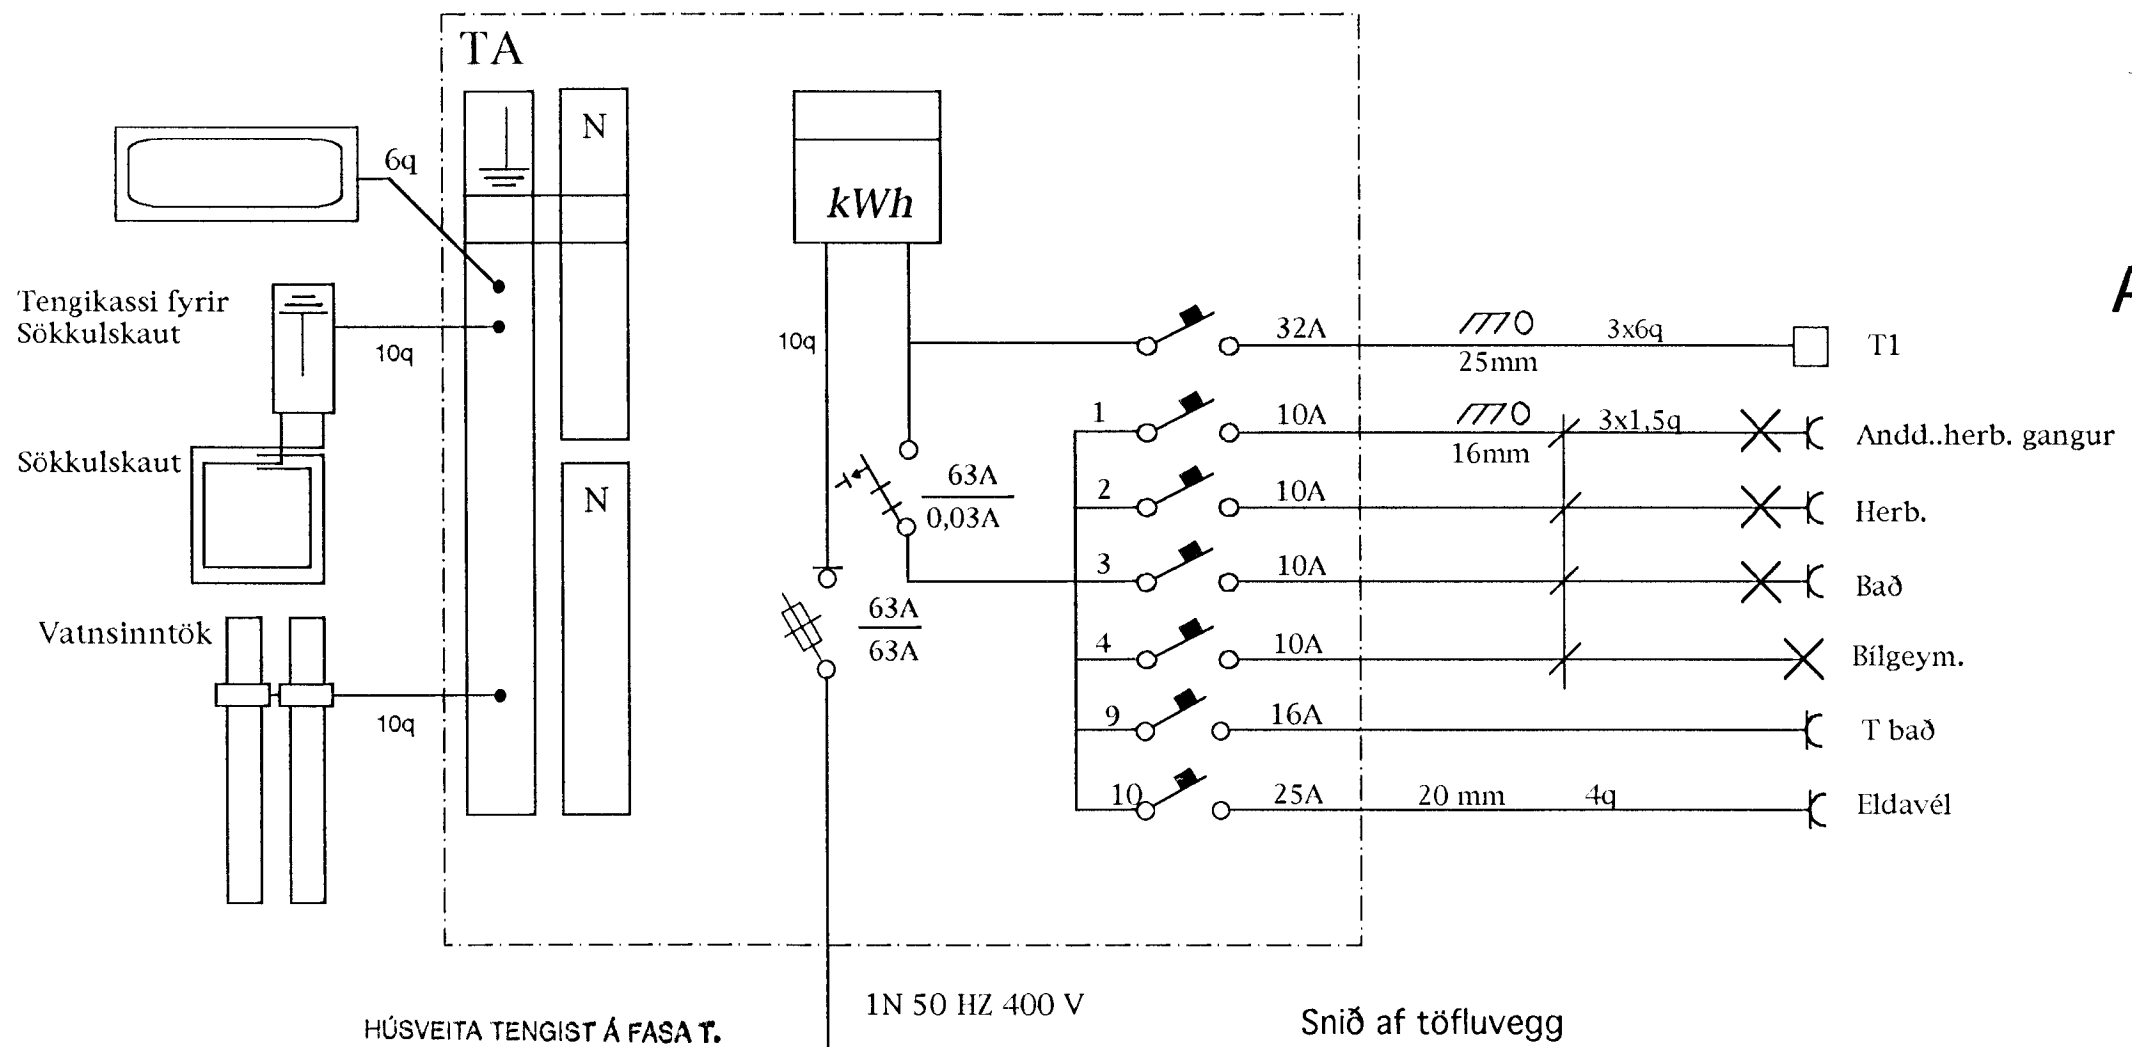 TA
N
6q
kWh
Tengikassi fyrir
Sökkulskaut
10q
10q
32A
3x6q
25mm
T1
1
10A
3x1,5q
16mm
Andd..herb. gangur
Sökkulskaut
63A
0,03A
N
2
10A
Herb.
3
10A
Bað
63A
63A
Vatnsinntök
4
10A
Bílgeym.
10q
9
16A
T bað
10
25A
20 mm
4q
Eldavél
1N 50 HZ 400 V
HÚSVEITA TENGIST Á FASA T.
Snið af töfluvegg